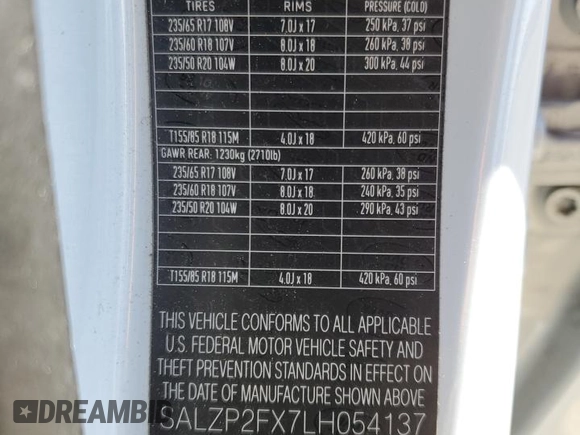 TIRES RIMS PRESSURE (COLD)
235/65 R17 108V 7.0J x 17 250 kPa, 37 psi
235/60 R18 107V 8.0J x 18 260 kPa, 38 psi
235/50 R20 104W 8.0J x 20 300 kPa, 44 psi
T155/85 R18 115M 4.0J x 18 420 kPa, 60 psi
GAWR REAR: 1230kg (2710lb)
235/65 R17 108V 7.0J x 17 260 kPa, 38 psi
235/60 R18 107V 8.0J x 18 240 kPa, 35 psi
235/50 R20 104W 8.0J x 20 290 kPa, 43 psi
T155/85 R18 115M 4.0J x 18 420 kPa, 60 psi
THIS VEHICLE CONFORMS TO ALL APPLICABLE
U.S. FEDERAL MOTOR VEHICLE SAFETY AND
THEFT PREVENTION STANDARDS IN EFFECT ON
THE DATE OF MANUFACTURE SHOWN ABOVE
SALZP2FX7LH054137
DREAMBID